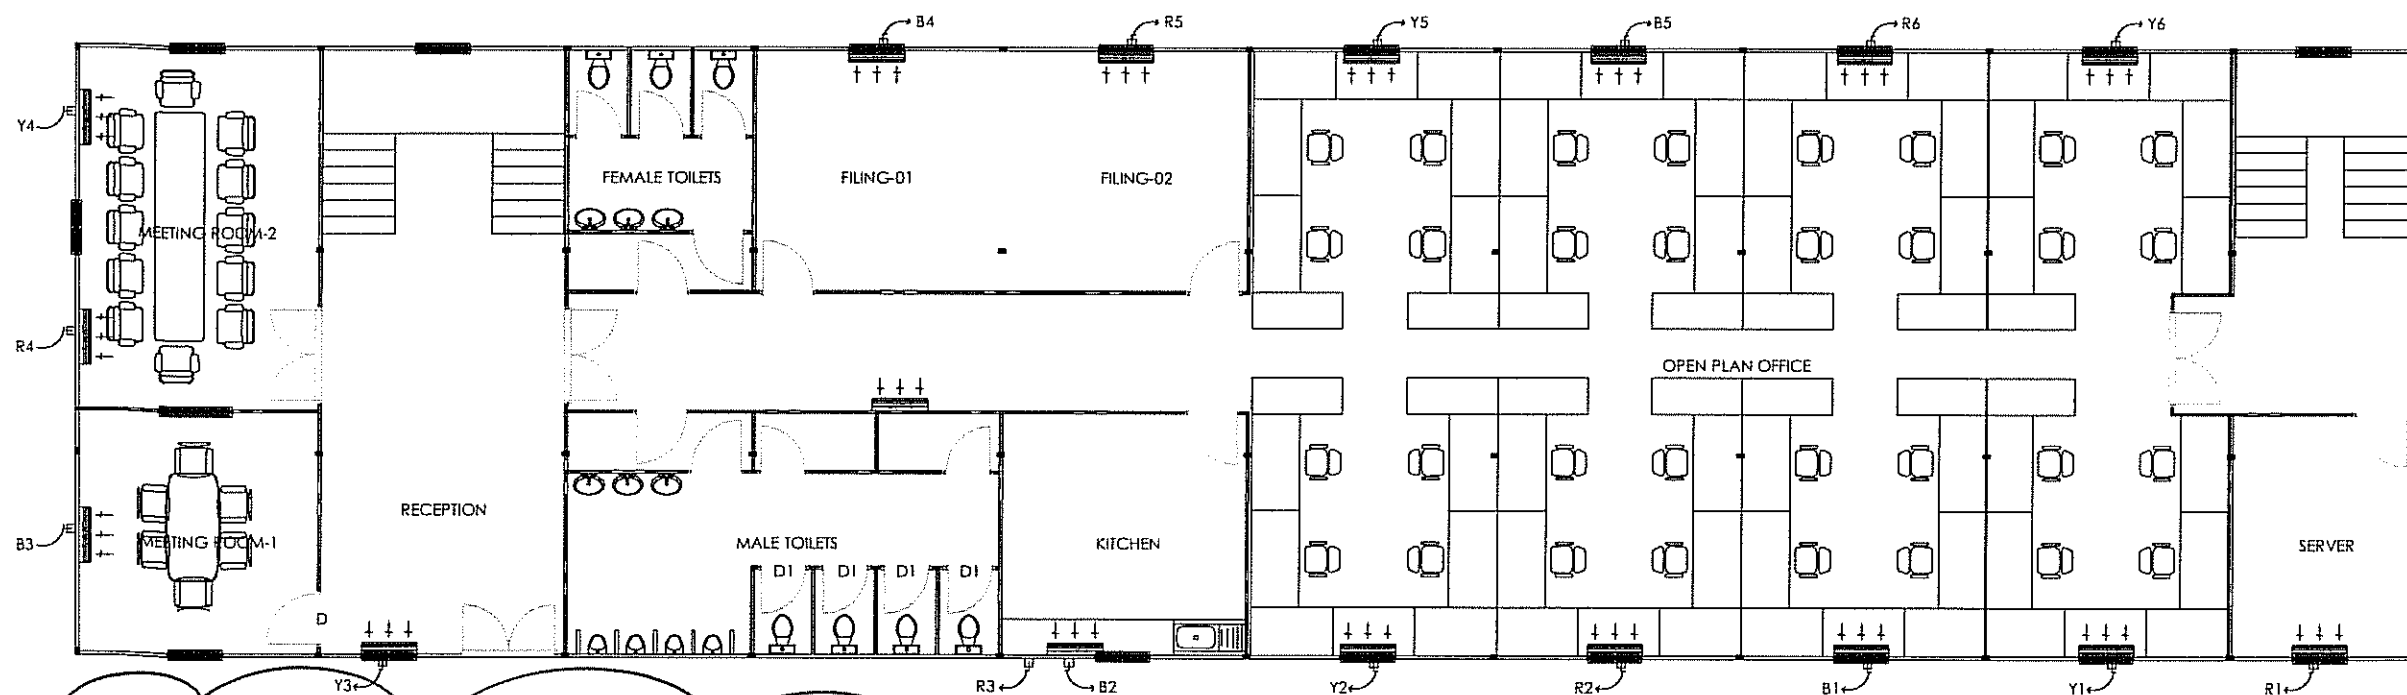 B4 R5 Y5 B5 R6 Y6
Y4
FEMALE TOILETS FILING-01 FILING-02
MEETING ROOM-2
R4
OPEN PLAN OFFICE
RECEPTION
B3 MEETING ROOM-1 MALE TOILETS KITCHEN SERVER
D1 D1 D1 D1
D
Y3 R3 B2 Y2 R2 B1 Y1 R1